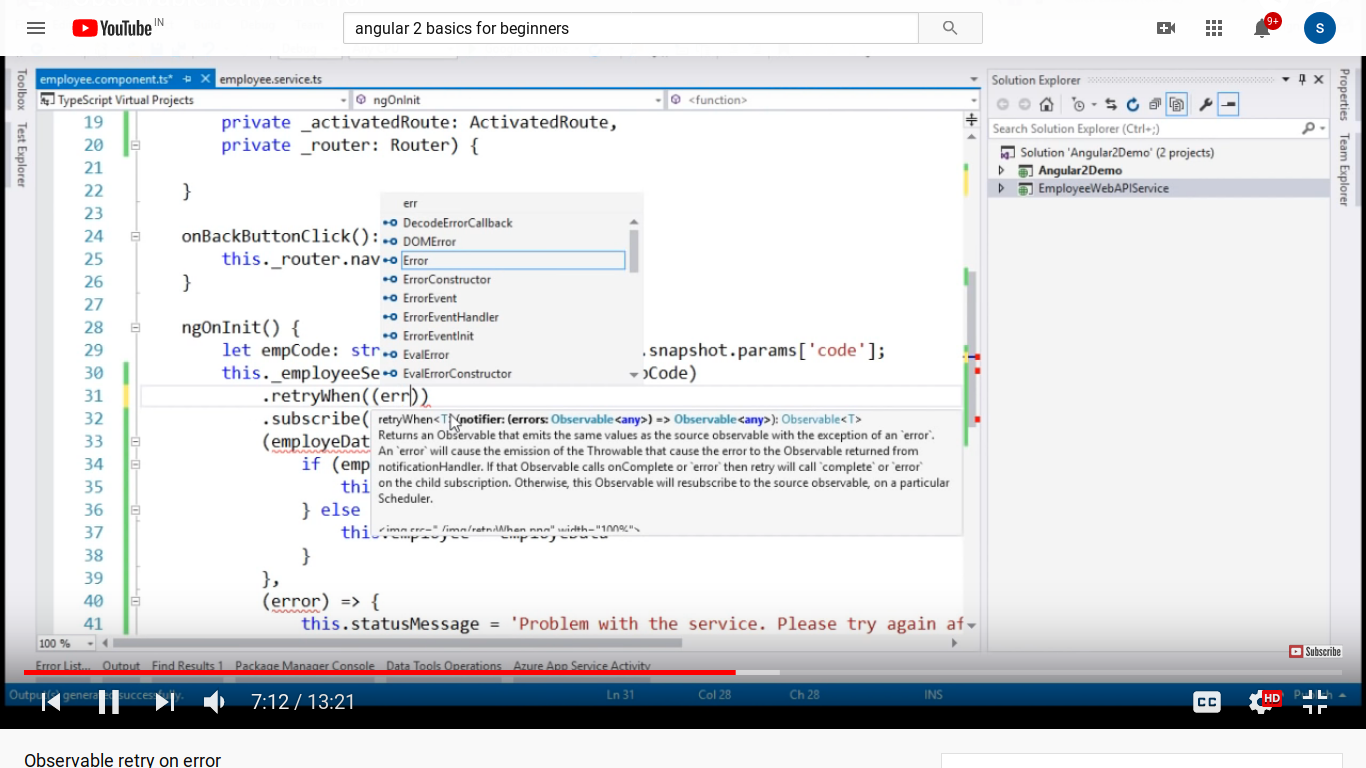 YouTube IN
angular 2 basics for beginners
9+
S
employee.component.ts*
employee.service.ts
TypeScript Virtual Projects
ngOnInit
<function>
Toolbox
Test Explorer
19 private _activatedRoute: ActivatedRoute,
20 private _router: Router) {
21
22 }
23
24 onBackButtonClick():
25 this._router.nav
26 }
27
28 ngOnInit() {
29 let empCode: str .snapshot.params['code'];
30 this._employeeSe pCode)
31 .retryWhen((err))
32 .subscribe(
33 (employeDat
34 if (emp
35 thi
36 } else
37 this.employee = employeData
38 }
39 },
40 (error) => {
41 this.statusMessage = 'Problem with the service. Please try again af
err
DecodeErrorCallback
DOMError
Error
ErrorConstructor
ErrorEvent
ErrorEventHandler
ErrorEventInit
EvalError
EvalErrorConstructor
retryWhen<T> (notifier: (errors: Observable<any>) => Observable<any>): Observable<T>
Returns an Observable that emits the same values as the source observable with the exception of an `error`.
An `error` will cause the emission of the Throwable that cause the error to the Observable returned from
notificationHandler. If that Observable calls onComplete or `error` then retry will call `complete` or `error`
on the child subscription. Otherwise, this Observable will resubscribe to the source observable, on a particular
Scheduler.
<img src="./img/retryWhen.png" width="100%">
100 %
Solution Explorer
Search Solution Explorer (Ctrl+;)
Solution 'Angular2Demo' (2 projects)
Angular2Demo
EmployeeWebAPIService
Properties
Team Explorer
Subscribe
Error List... Output Find Results 1 Package Manager Console Data Tools Operations Azure App Service Activity
Output(s) generated successfully. Ln 31 Col 28 Ch 28 INS Publish
7:12 / 13:21
CC
HD
Observable retry on error